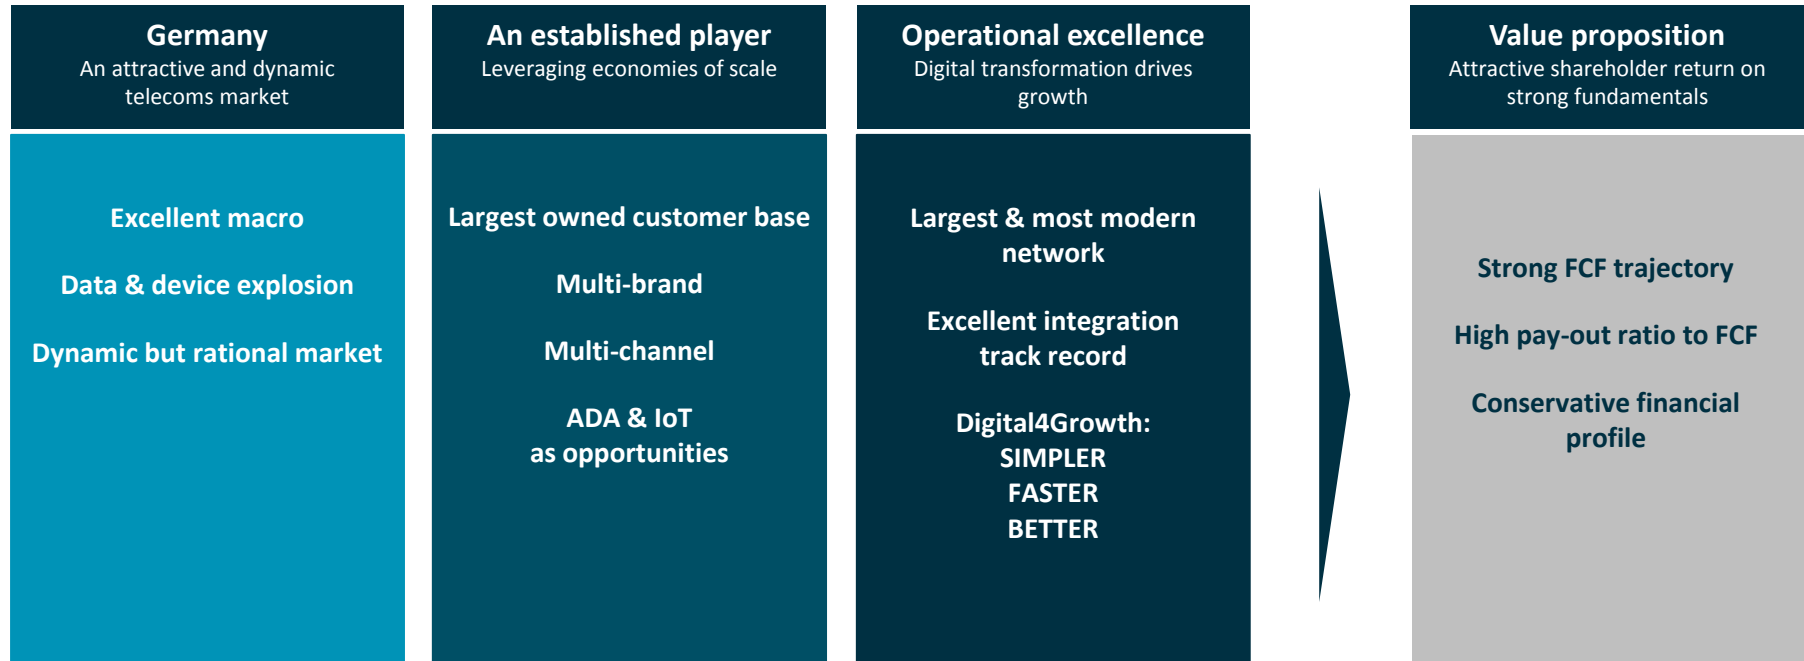 Germany
An attractive and dynamic
telecoms market
Excellent macro
Data & device explosion
Dynamic but rational market
An established player
Leveraging economies of scale
Largest owned customer base
Multi-brand
Multi-channel
ADA & IoT
as opportunities
Operational excellence
Digital transformation drives
growth
Largest & most modern
network
Excellent integration
track record
Digital4Growth:
SIMPLER
FASTER
BETTER
Value proposition
Attractive shareholder return on
strong fundamentals
Strong FCF trajectory
High pay-out ratio to FCF
Conservative financial
profile